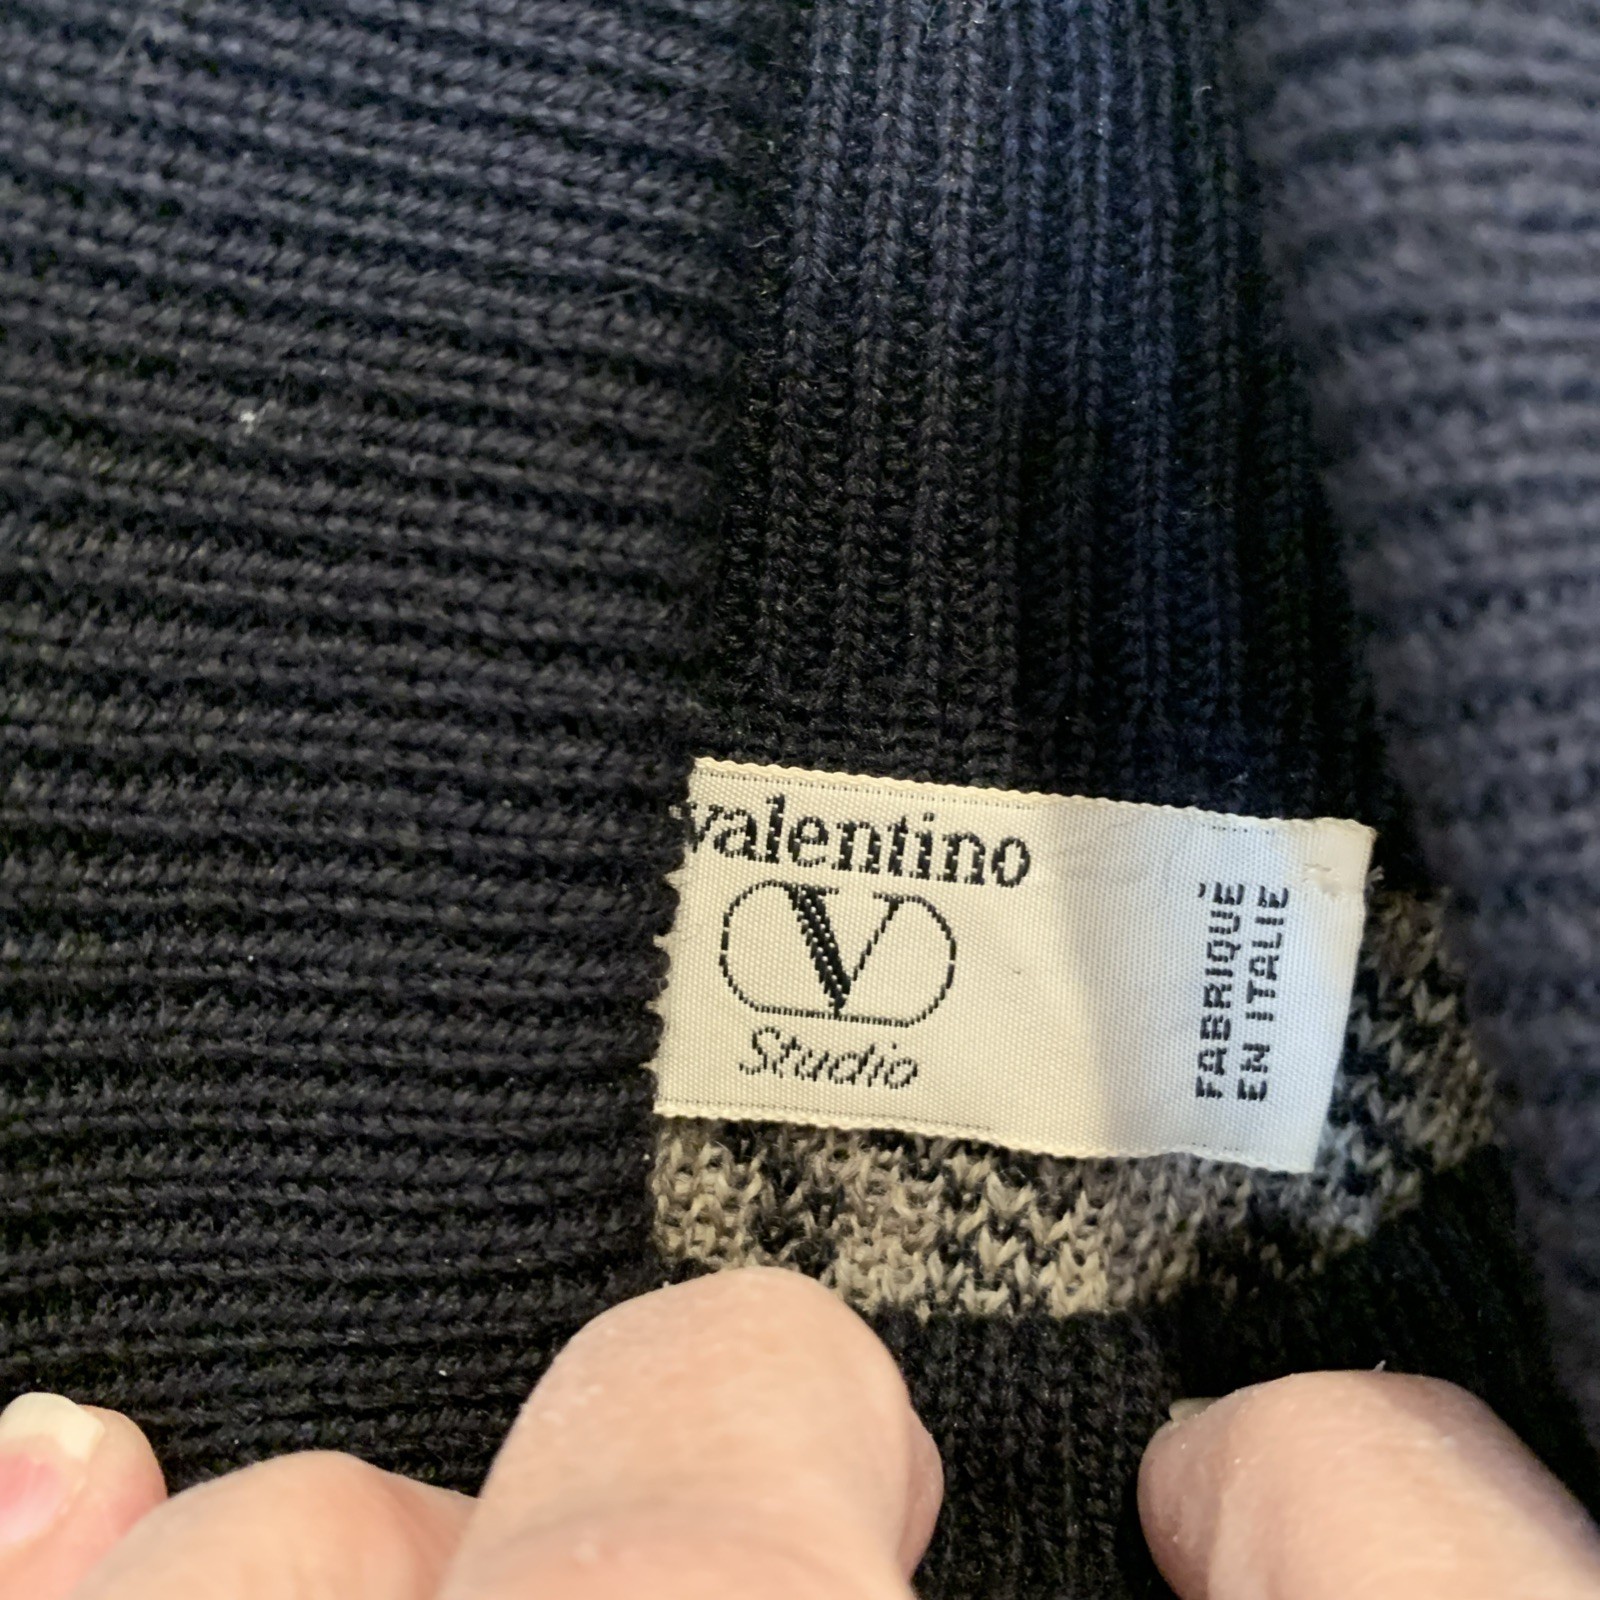 valentino
V
Studio
FABRIQUÉ
EN ITALIE